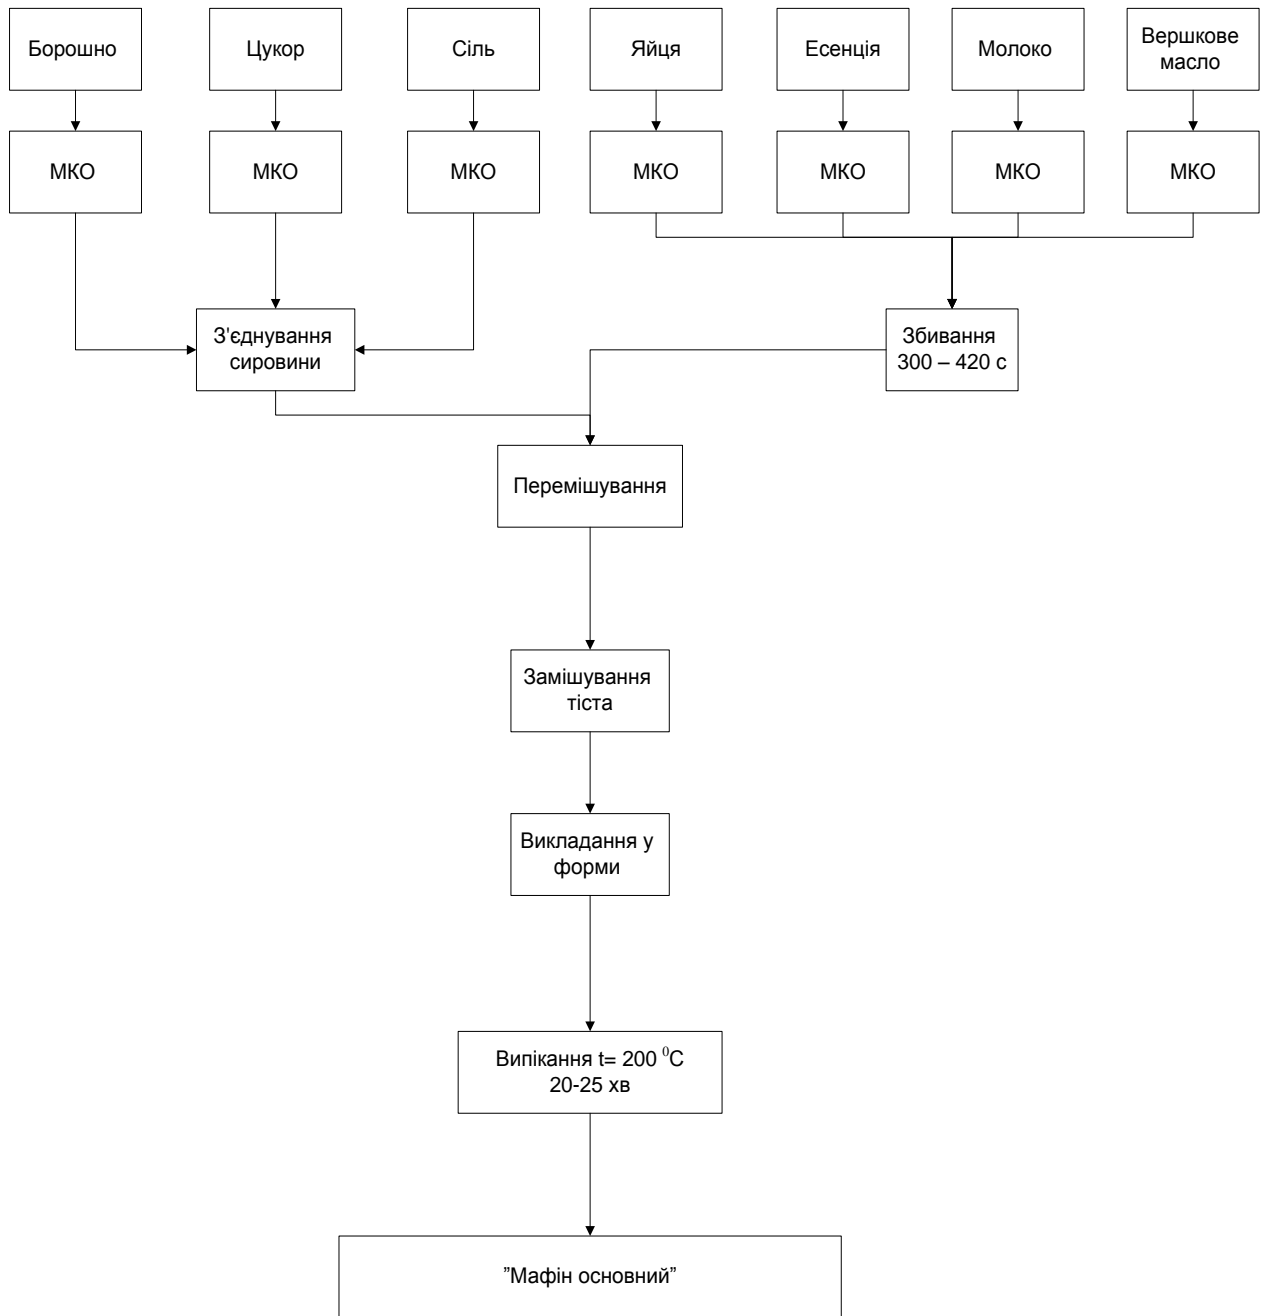 Борошно
Цукор
Сіль
Яйця
Есенція
Молоко
Вершкове
масло
МКО
МКО
МКО
МКО
МКО
МКО
МКО
З'єднування
сировини
Збивання
300 – 420 с
Перемішування
Замішування
тіста
Викладання у
форми
Випікання t= 200 ⁰С
20-25 хв
”Мафін основний”